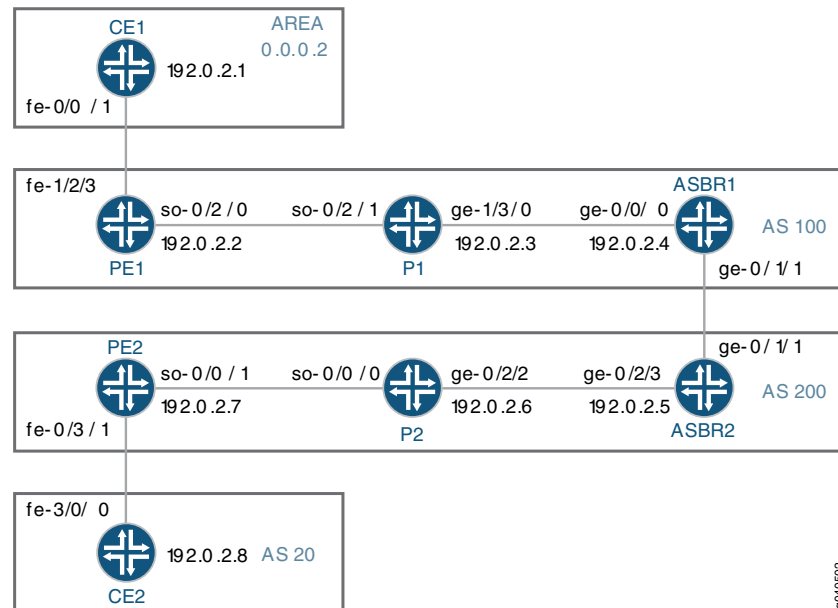 CE1
AREA
0.0.0.2
192.0.2.1
fe-0/0 / 1
fe-1/2/3
ASBR1
so-0/2/0
so-0/2/1
ge-1/3/0
ge-0/0/ 0
AS 100
192.0.2.2
192.0.2.3
192.0.2.4
PE1
P1
ge-0/ 1/ 1
PE2
ge-0/ 1/ 1
so-0/0 / 1
so-0/0 /0
ge-0/2/2
ge-0/2/3
AS 200
192.0.2.7
192.0.2.6
192.0.2.5
fe-0/3 / 1
P2
ASBR2
fe-3/0/ 0
192.0.2.8
AS 20
CE2